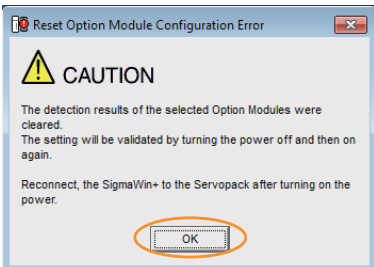 Reset Option Module Configuration Error
CAUTION
The detection results of the selected Option Modules were
cleared.
The setting will be validated by turning the power off and then on
again.
Reconnect, the SigmaWin+ to the Servopack after turning on the
power.
OK